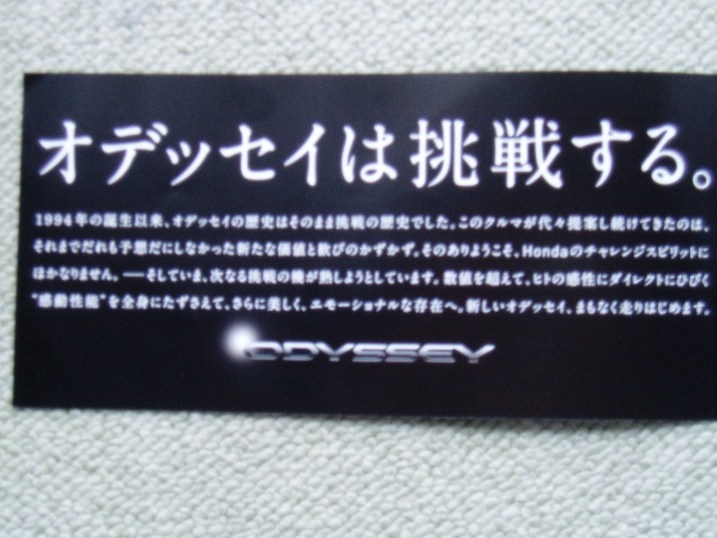 オデッセイは挑戦する。
1994年の誕生以来、オデッセイの歴史はそのまま挑戦の歴史でした。このクルマが代々提案し続けてきたのは、
それまでだれも予想だにしなかった新たな価値と歓びのかずかず。そのありようこそ、Hondaのチャレンジスピリットに
ほかなりません。──そしていま、次なる挑戦の機が熟しようとしています。数値を超えて、ヒトの感性にダイレクトにひびく
“感動性能”を全身にたずさえて、さらに美しく、エモーショナルな存在へ。新しいオデッセイ、まもなく走りはじめます。
ODYSSEY